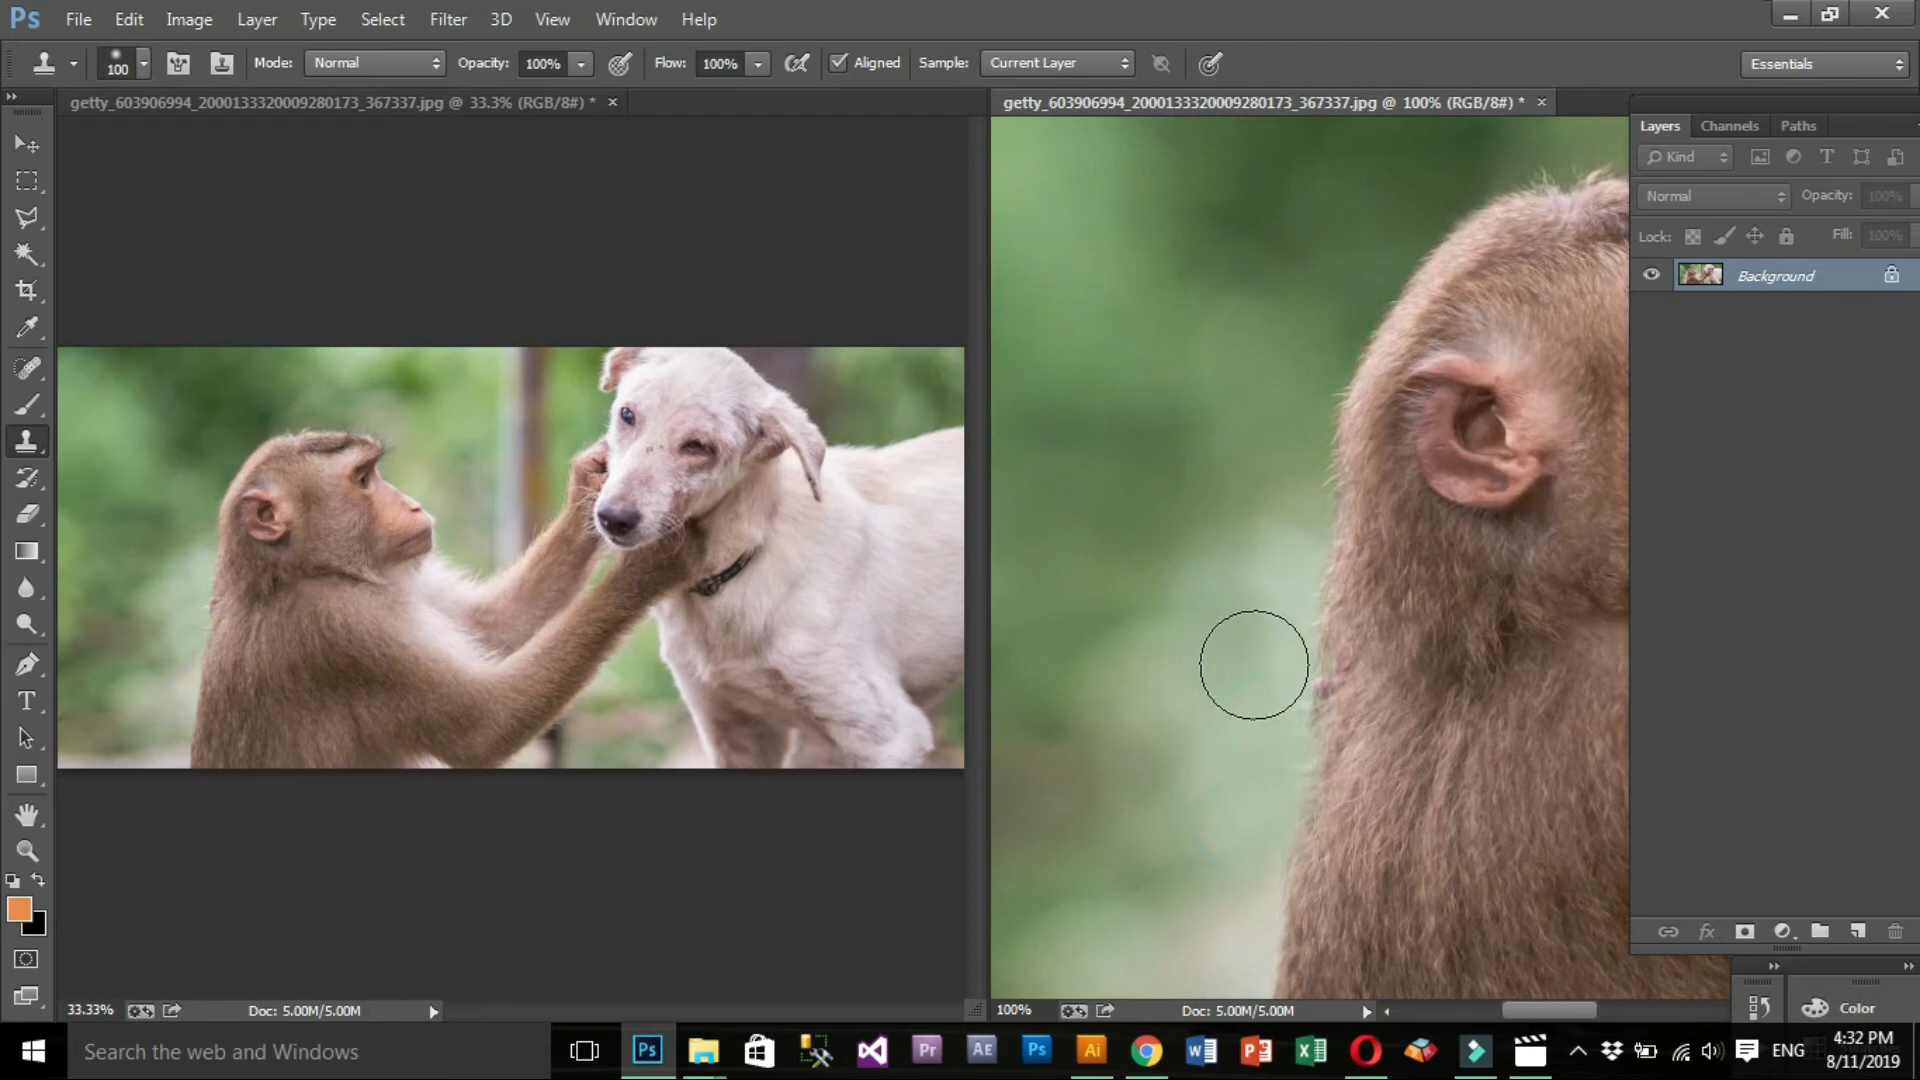 Ps File Edit Image Layer Type Select Filter 3D View Window Help
100 Mode: Normal Opacity: 100% Flow: 100% Aligned Sample: Current Layer Essentials
getty_603906994_2000133320009280173_367337.jpg @ 33.3% (RGB/8#) * ×
getty_603906994_2000133320009280173_367337.jpg @ 100% (RGB/8#) * ×
Layers Channels Paths
Kind
Normal Opacity: 100%
Lock: Fill: 100%
Background
fx
33.33% Doc: 5.00M/5.00M
100% Doc: 5.00M/5.00M
Color
Search the web and Windows
Ps Pr AE Ps Ai
ENG
4:32 PM
8/11/2019